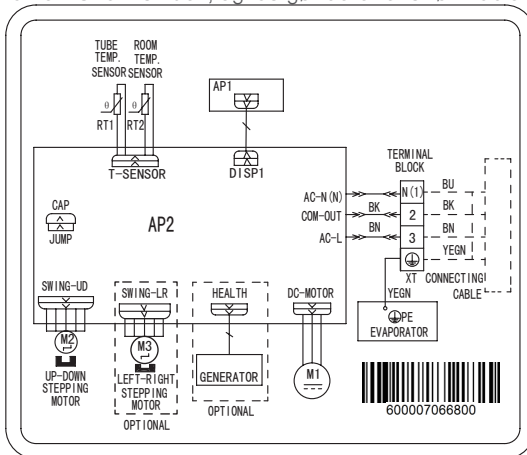 TUBE TEMP. SENSOR
ROOM TEMP. SENSOR
θ
θ
RT1
RT2
AP1
T-SENSOR
DISP1
CAP
JUMP
AP2
AC-N(N)
COM-OUT
AC-L
BK
BN
TERMINAL BLOCK
N(1)
2
3
BU
BK
BN
YEGN
XT
CONNECTING CABLE
YEGN
PE
EVAPORATOR
SWING-UD
M2
UP-DOWN STEPPING MOTOR
SWING-LR
M3
LEFT-RIGHT STEPPING MOTOR
OPTIONAL
HEALTH
GENERATOR
OPTIONAL
DC-MOTOR
M1
600007066800